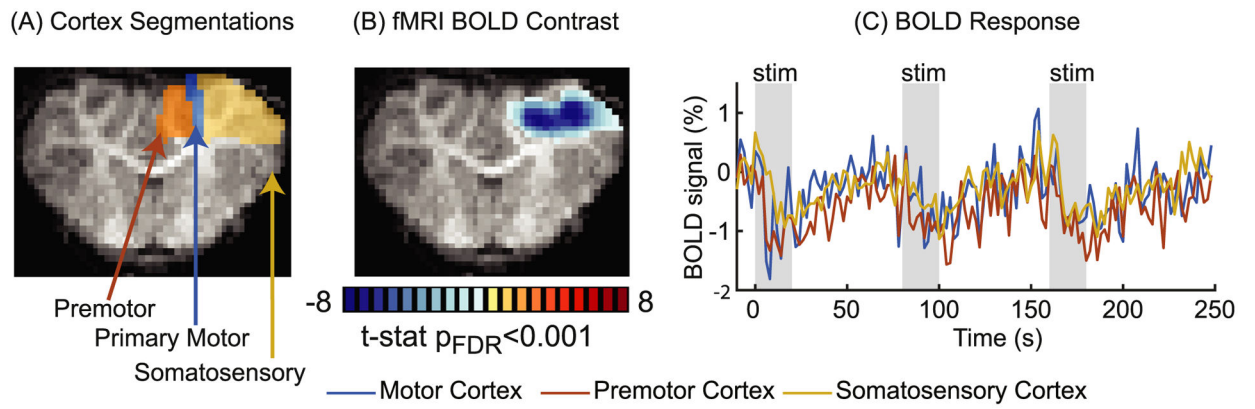 (A) Cortex Segmentations
(B) fMRI BOLD Contrast
(C) BOLD Response
Premotor
Primary Motor
Somatosensory
-8
8
t-stat pFDR<0.001
stim
stim
stim
BOLD signal (%)
1
0
-1
-2
0
50
100
150
200
250
Time (s)
Motor Cortex
Premotor Cortex
Somatosensory Cortex